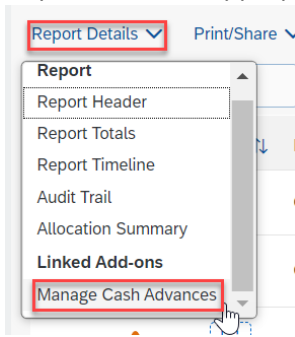 Report Details Print/Share
Report
Report Header
Report Totals
Report Timeline
Audit Trail
Allocation Summary
Linked Add-ons
Manage Cash Advances